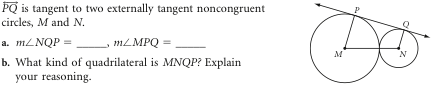 PQ is tangent to two externally tangent noncongruent
circles, M and N.
a. m∠NQP = _____, m∠MPQ = _____
b. What kind of quadrilateral is MNQP? Explain
your reasoning.
P
Q
M
N